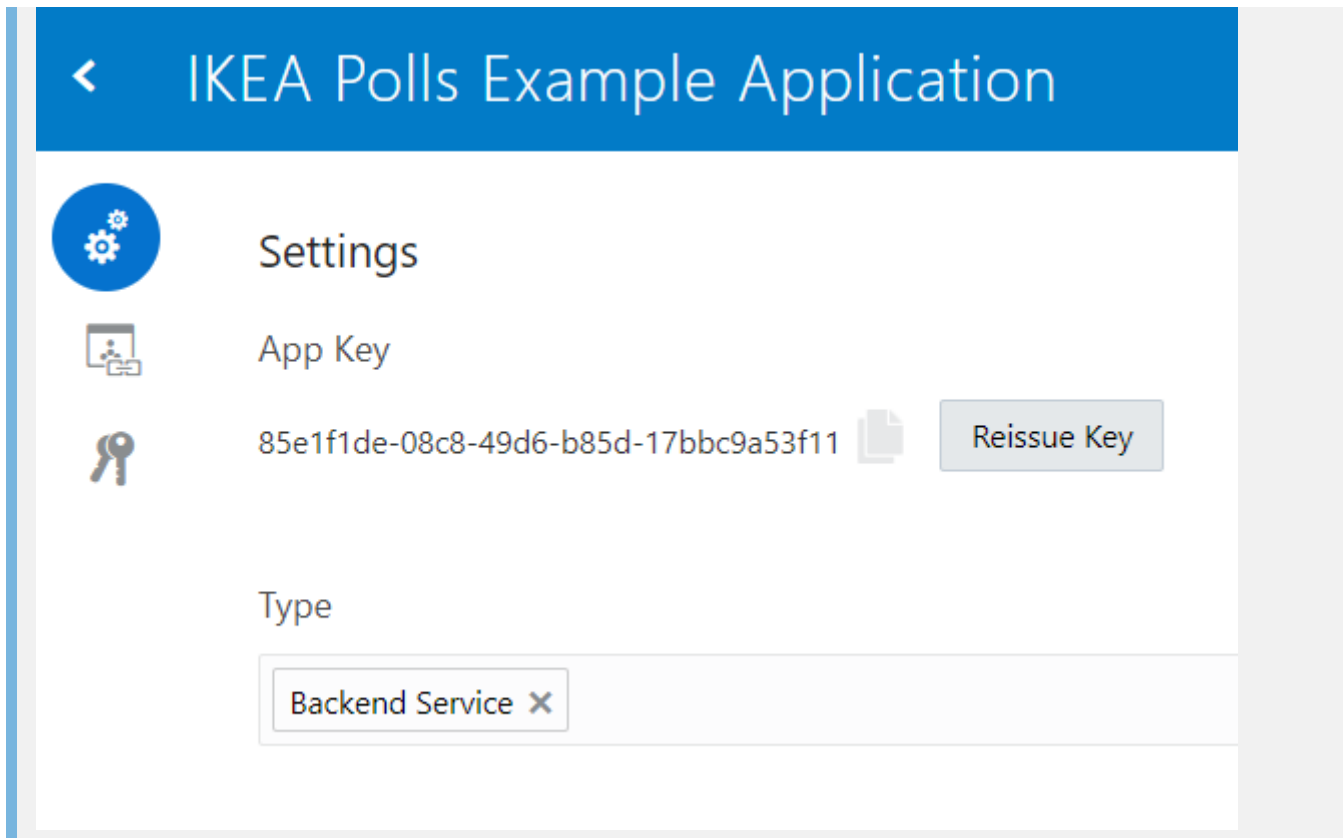 IKEA Polls Example Application
Settings
App Key
85e1f1de-08c8-49d6-b85d-17bbc9a53f11 Reissue Key
Type
Backend Service